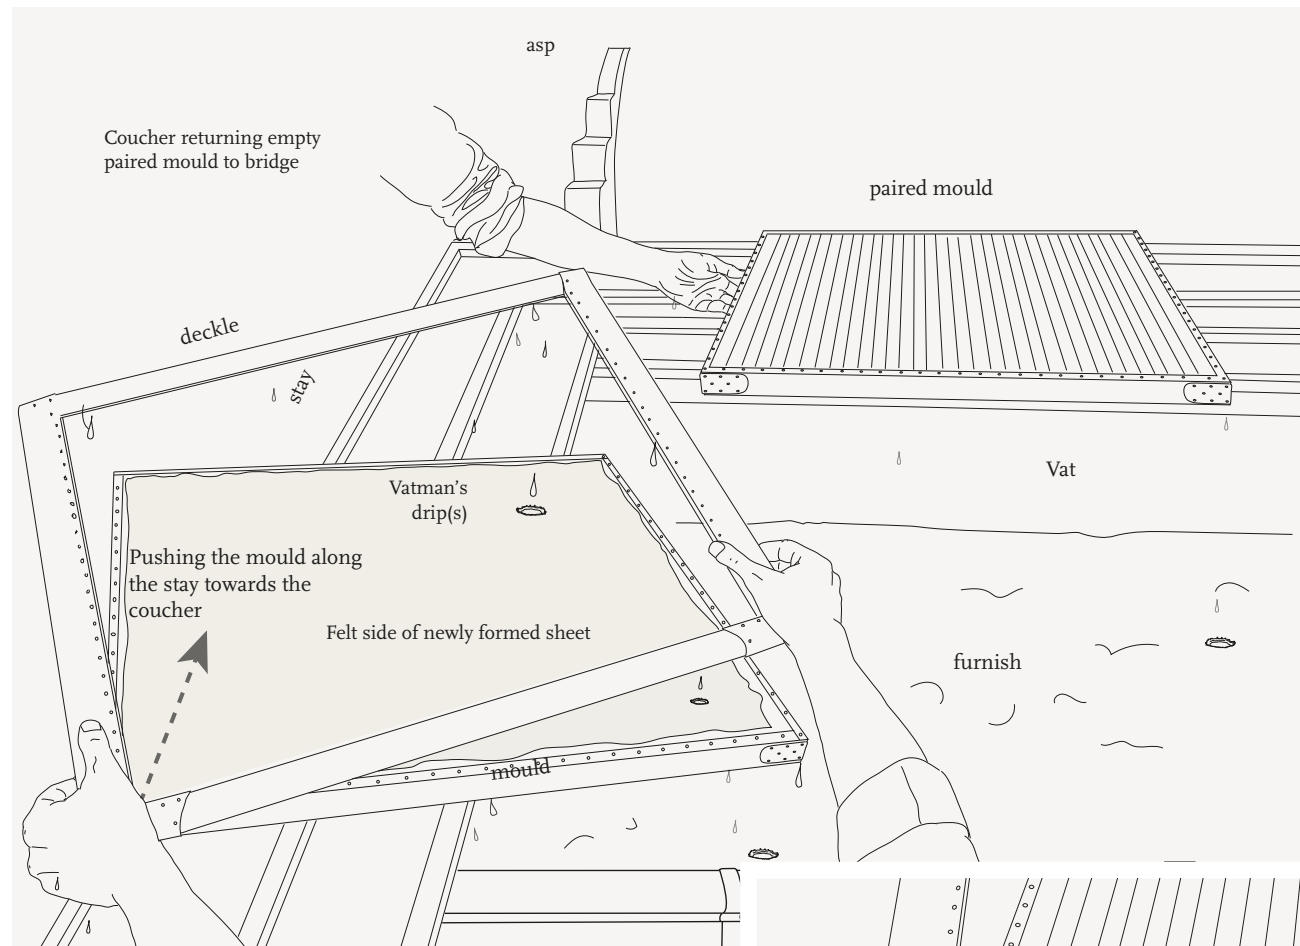 asp
Coucher returning empty
paired mould to bridge
paired mould
deckle
stay
Vat
Vatman’s
drip(s)
Pushing the mould along
the stay towards the
coucher
Felt side of newly formed sheet
furnish
mould